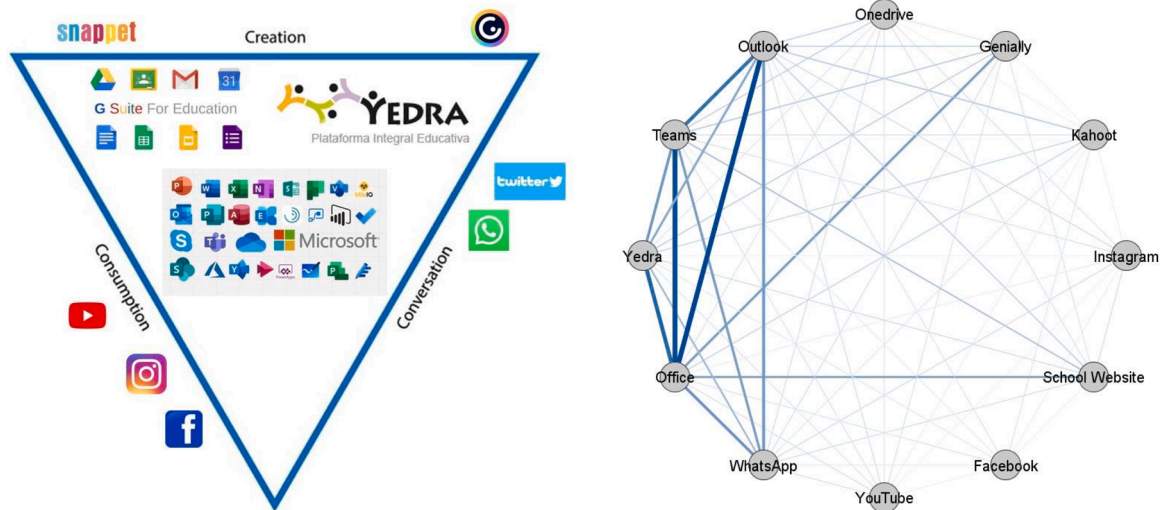 snappet
Creation
31
G Suite For Education
YEDRA
Plataforma Integral Educativa
twitter
Microsoft
Consumption
Conversation
Onedrive
Outlook
Genially
Teams
Kahoot
Yedra
Instagram
Office
School Website
WhatsApp
Facebook
YouTube